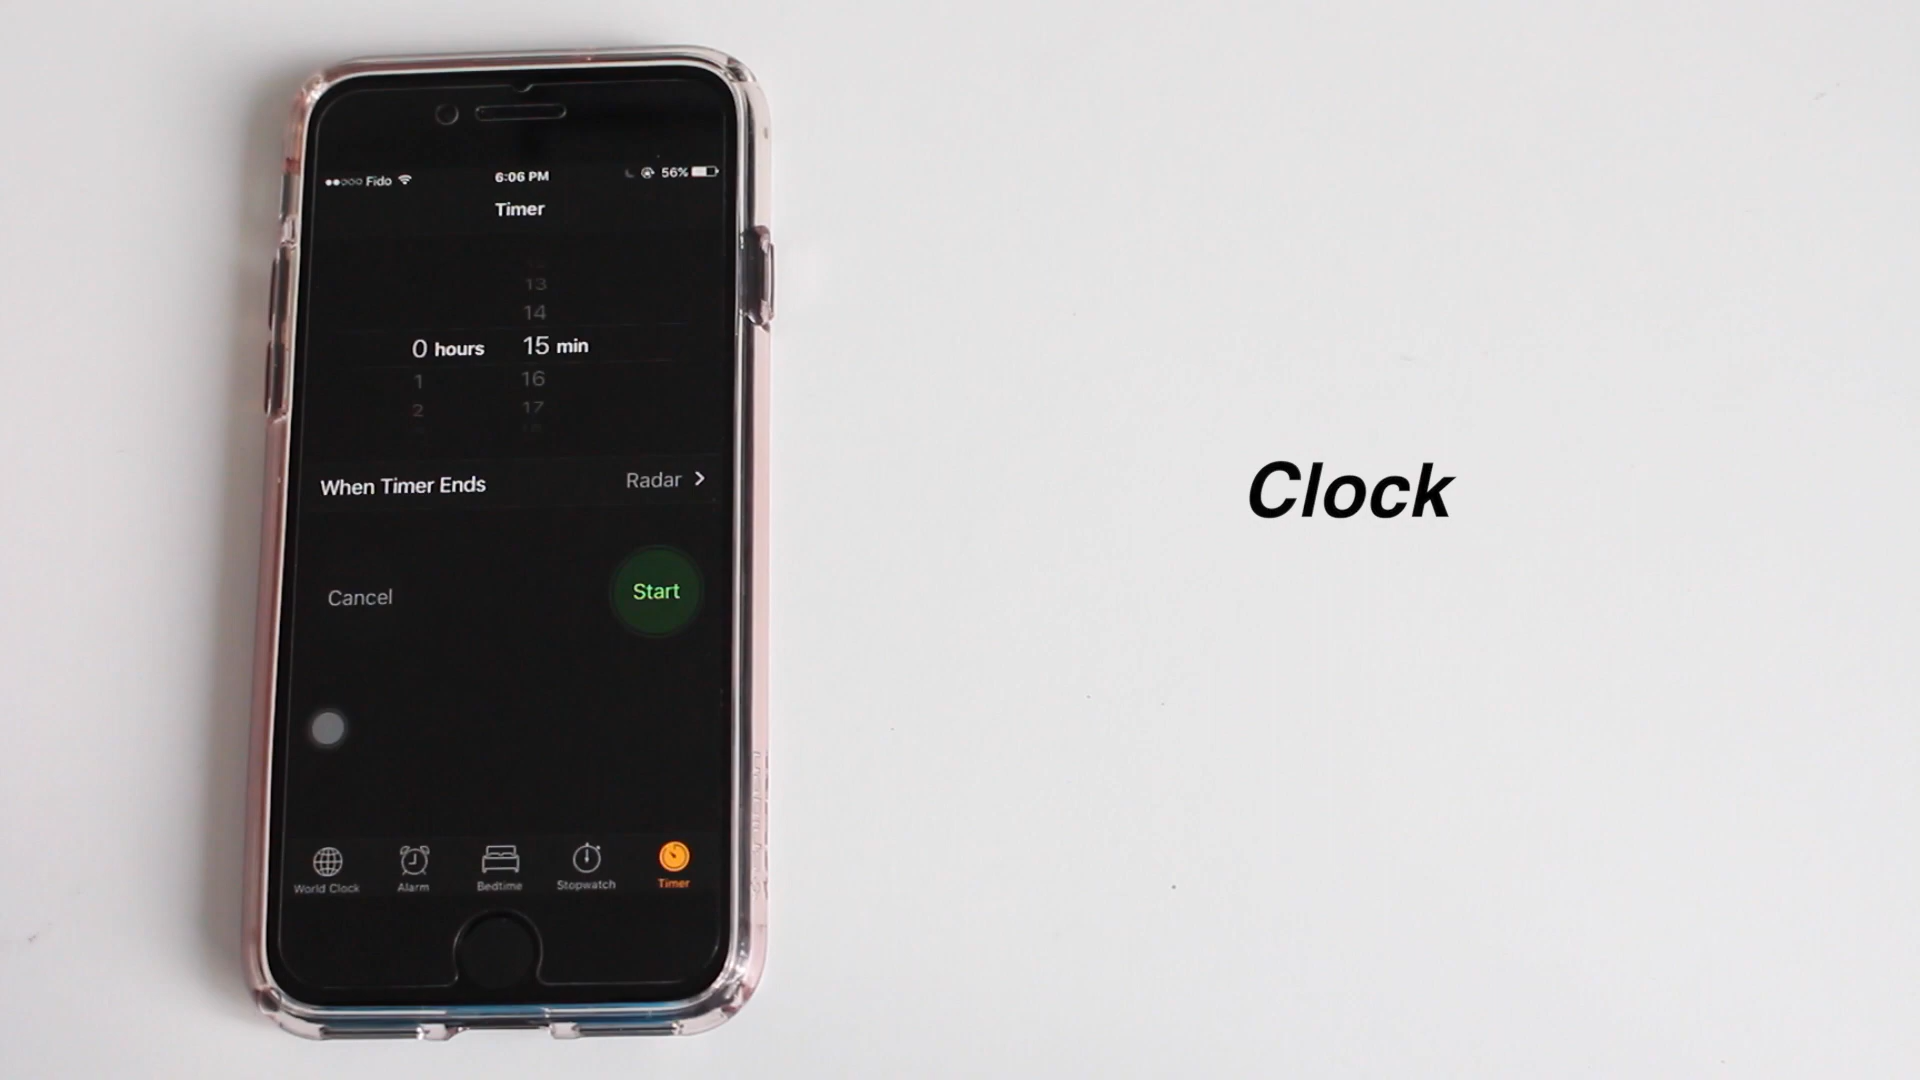 Fido 6:06 PM 56%
Timer
13
14
0 hours 15 min
1 16
2 17
When Timer Ends Radar
Cancel Start
World Clock Alarm Bedtime Stopwatch Timer
Clock